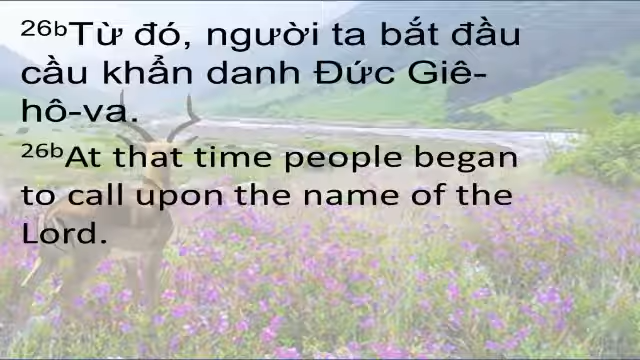 26bTừ đó, người ta bắt đầu
cầu khẩn danh Đức Giê-
hô-va.
26bAt that time people began
to call upon the name of the
Lord.